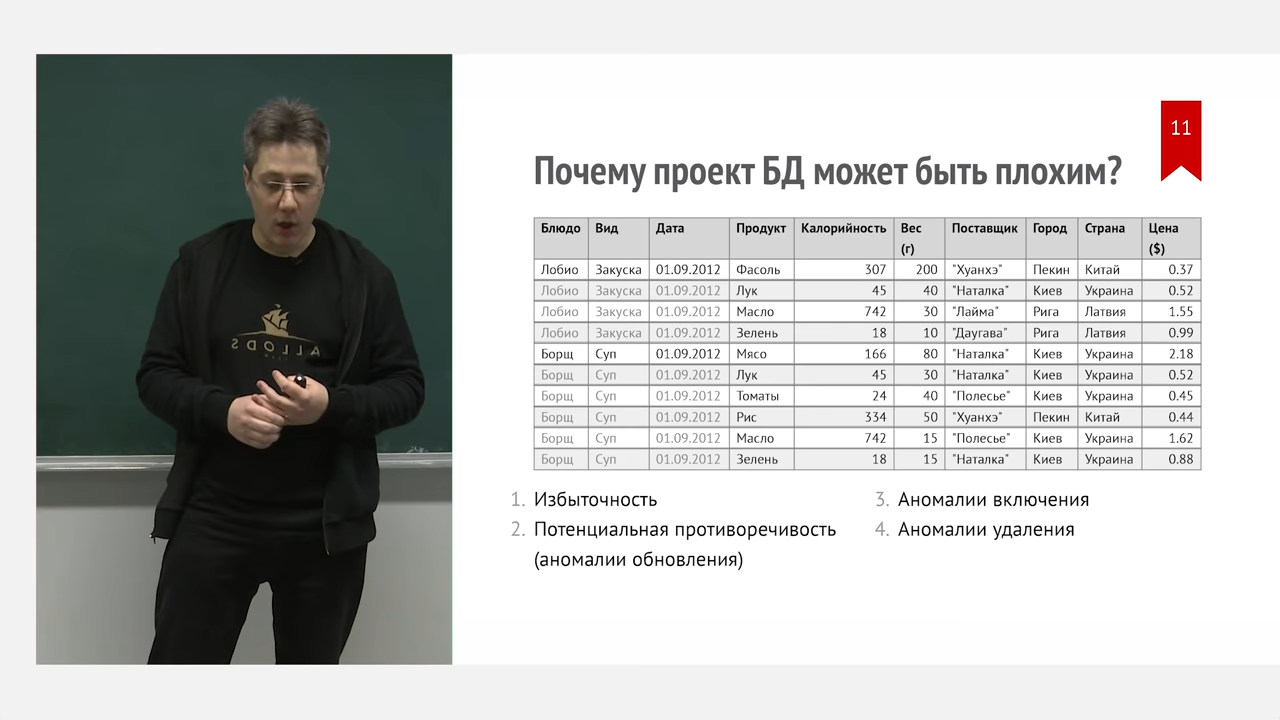 ALLODS
11
Почему проект БД может быть плохим?
Блюдо Вид Дата Продукт Калорийность Вес (г) Поставщик Город Страна Цена ($)
Лобио Закуска 01.09.2012 Фасоль 307 200 "Хуанхэ" Пекин Китай 0.37
Лобио Закуска 01.09.2012 Лук 45 40 "Наталка" Киев Украина 0.52
Лобио Закуска 01.09.2012 Масло 742 30 "Лайма" Рига Латвия 1.55
Лобио Закуска 01.09.2012 Зелень 18 10 "Даугава" Рига Латвия 0.99
Борщ Суп 01.09.2012 Мясо 166 80 "Наталка" Киев Украина 2.18
Борщ Суп 01.09.2012 Лук 45 30 "Наталка" Киев Украина 0.52
Борщ Суп 01.09.2012 Томаты 24 40 "Полесье" Киев Украина 0.45
Борщ Суп 01.09.2012 Рис 334 50 "Хуанхэ" Пекин Китай 0.44
Борщ Суп 01.09.2012 Масло 742 15 "Полесье" Киев Украина 1.62
Борщ Суп 01.09.2012 Зелень 18 15 "Наталка" Киев Украина 0.88
1. Избыточность
2. Потенциальная противоречивость
(аномалии обновления)
3. Аномалии включения
4. Аномалии удаления